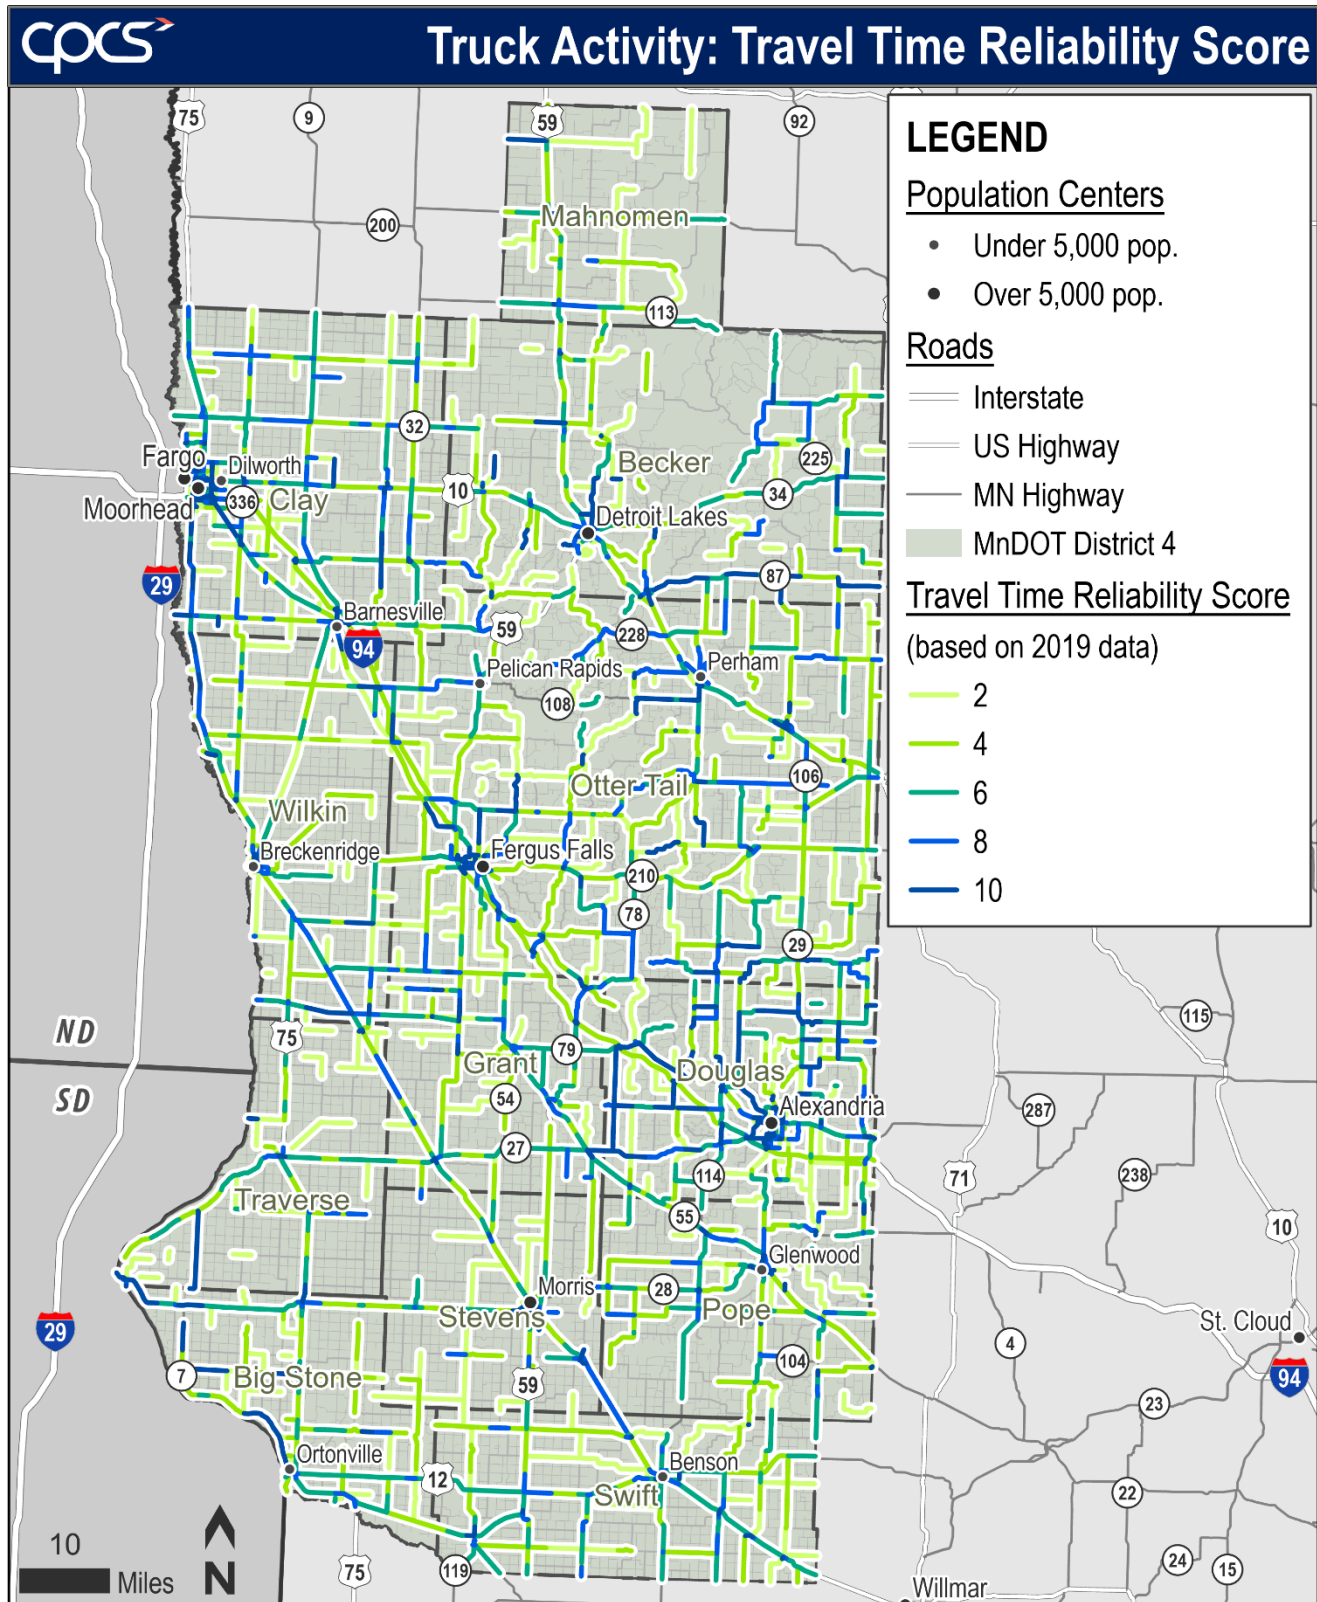 cpcs
Truck Activity: Travel Time Reliability Score
75
9
59
92
200
Mahnomen
113
LEGEND
Population Centers
Under 5,000 pop.
Over 5,000 pop.
Roads
Interstate
US Highway
MN Highway
MnDOT District 4
Travel Time Reliability Score
(based on 2019 data)
2
4
6
8
10
32
Fargo
Dilworth
Becker
225
10
34
336
Clay
Moorhead
Detroit Lakes
29
87
Barnesville
59
228
94
Pelican Rapids
Perham
108
106
Otter Tail
Wilkin
Breckenridge
Fergus Falls
210
78
29
115
ND
75
79
Grant
Douglas
SD
54
Alexandria
287
27
114
71
238
Traverse
55
10
Glenwood
Morris
28
Stevens
Pope
29
St. Cloud
4
104
7
Big Stone
59
94
23
Ortonville
12
Benson
Swift
22
10
Miles
N
75
119
24
15
Willmar